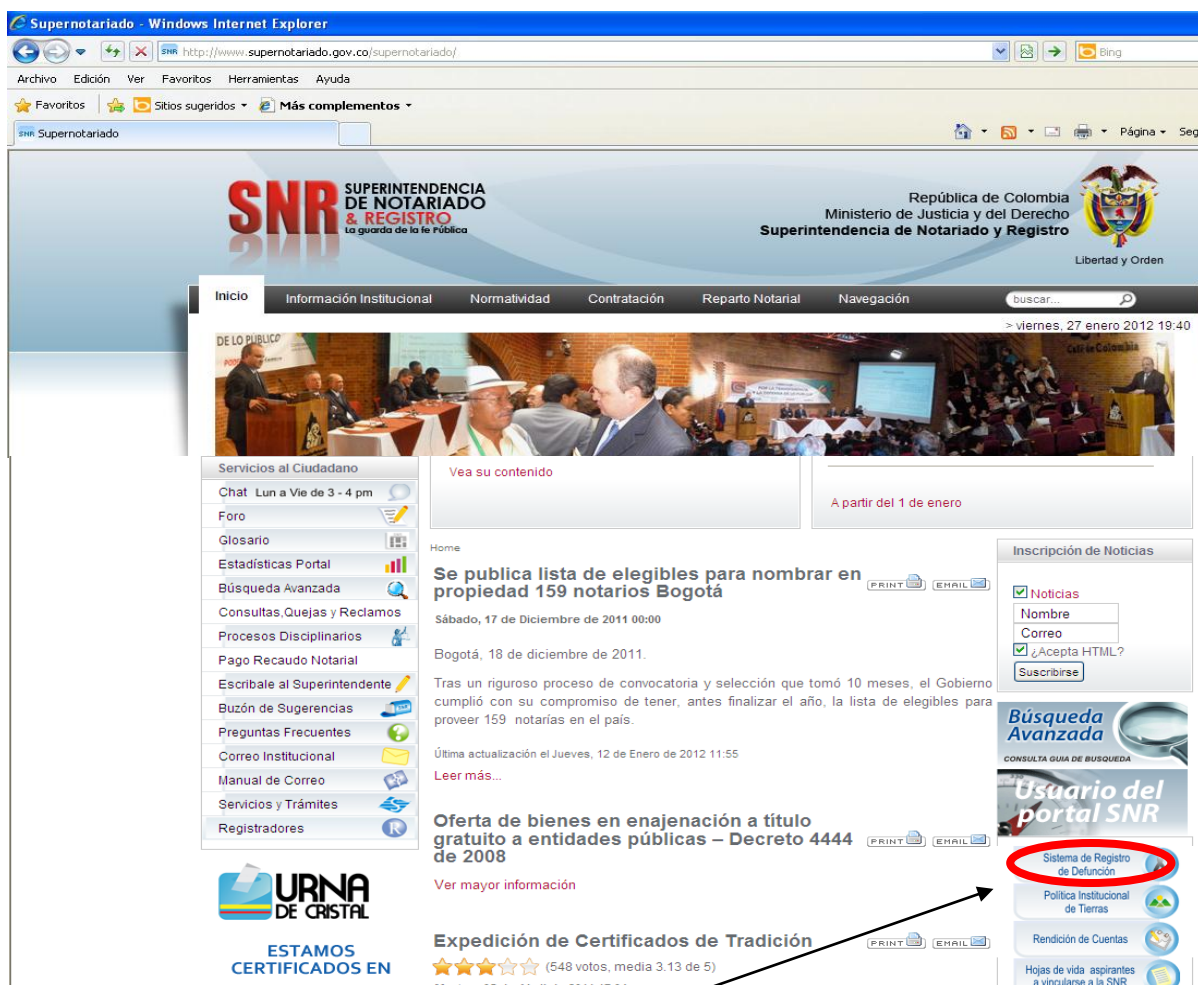 Supernotariado - Windows Internet Explorer
SNR http://www.supernotariado.gov.co/supernotariado/
Bing
Archivo Edición Ver Favoritos Herramientas Ayuda
Favoritos Sitios sugeridos Más complementos
SNR Supernotariado
Página Seg
SNR SUPERINTENDENCIA
DE NOTARIADO
& REGISTRO
La guarda de la fe Pública
República de Colombia
Ministerio de Justicia y del Derecho
Superintendencia de Notariado y Registro
Libertad y Orden
Inicio Información Institucional Normatividad Contratación Reparto Notarial Navegación buscar...
> viernes, 27 enero 2012 19:40
DE LO PUBLICO
Café de Colombia
Servicios al Ciudadano
Chat Lun a Vie de 3 - 4 pm
Foro
Glosario
Estadísticas Portal
Búsqueda Avanzada
Consultas,Quejas y Reclamos
Procesos Disciplinarios
Pago Recaudo Notarial
Escribale al Superintendente
Buzón de Sugerencias
Preguntas Frecuentes
Correo Institucional
Manual de Correo
Servicios y Trámites
Registradores
URNA
DE CRISTAL
ESTAMOS
CERTIFICADOS EN
Vea su contenido
A partir del 1 de enero
Home
Se publica lista de elegibles para nombrar en
propiedad 159 notarios Bogotá
PRINT EMAIL
Sábado, 17 de Diciembre de 2011 00:00
Bogotá, 18 de diciembre de 2011.
Tras un riguroso proceso de convocatoria y selección que tomó 10 meses, el Gobierno
cumplió con su compromiso de tener, antes finalizar el año, la lista de elegibles para
proveer 159 notarías en el país.
Última actualización el Jueves, 12 de Enero de 2012 11:55
Leer más...
Oferta de bienes en enajenación a título
gratuito a entidades públicas – Decreto 4444
de 2008
PRINT EMAIL
Ver mayor información
Expedición de Certificados de Tradición
PRINT EMAIL
(548 votos, media 3.13 de 5)
Inscripción de Noticias
Noticias
Nombre
Correo
¿Acepta HTML?
Suscribirse
Búsqueda
Avanzada
CONSULTA GUIA DE BUSQUEDA
Usuario del
portal SNR
Sistema de Registro
de Defunción
Política Institucional
de Tierras
Rendición de Cuentas
Hojas de vida aspirantes
a vincularse a la SNR